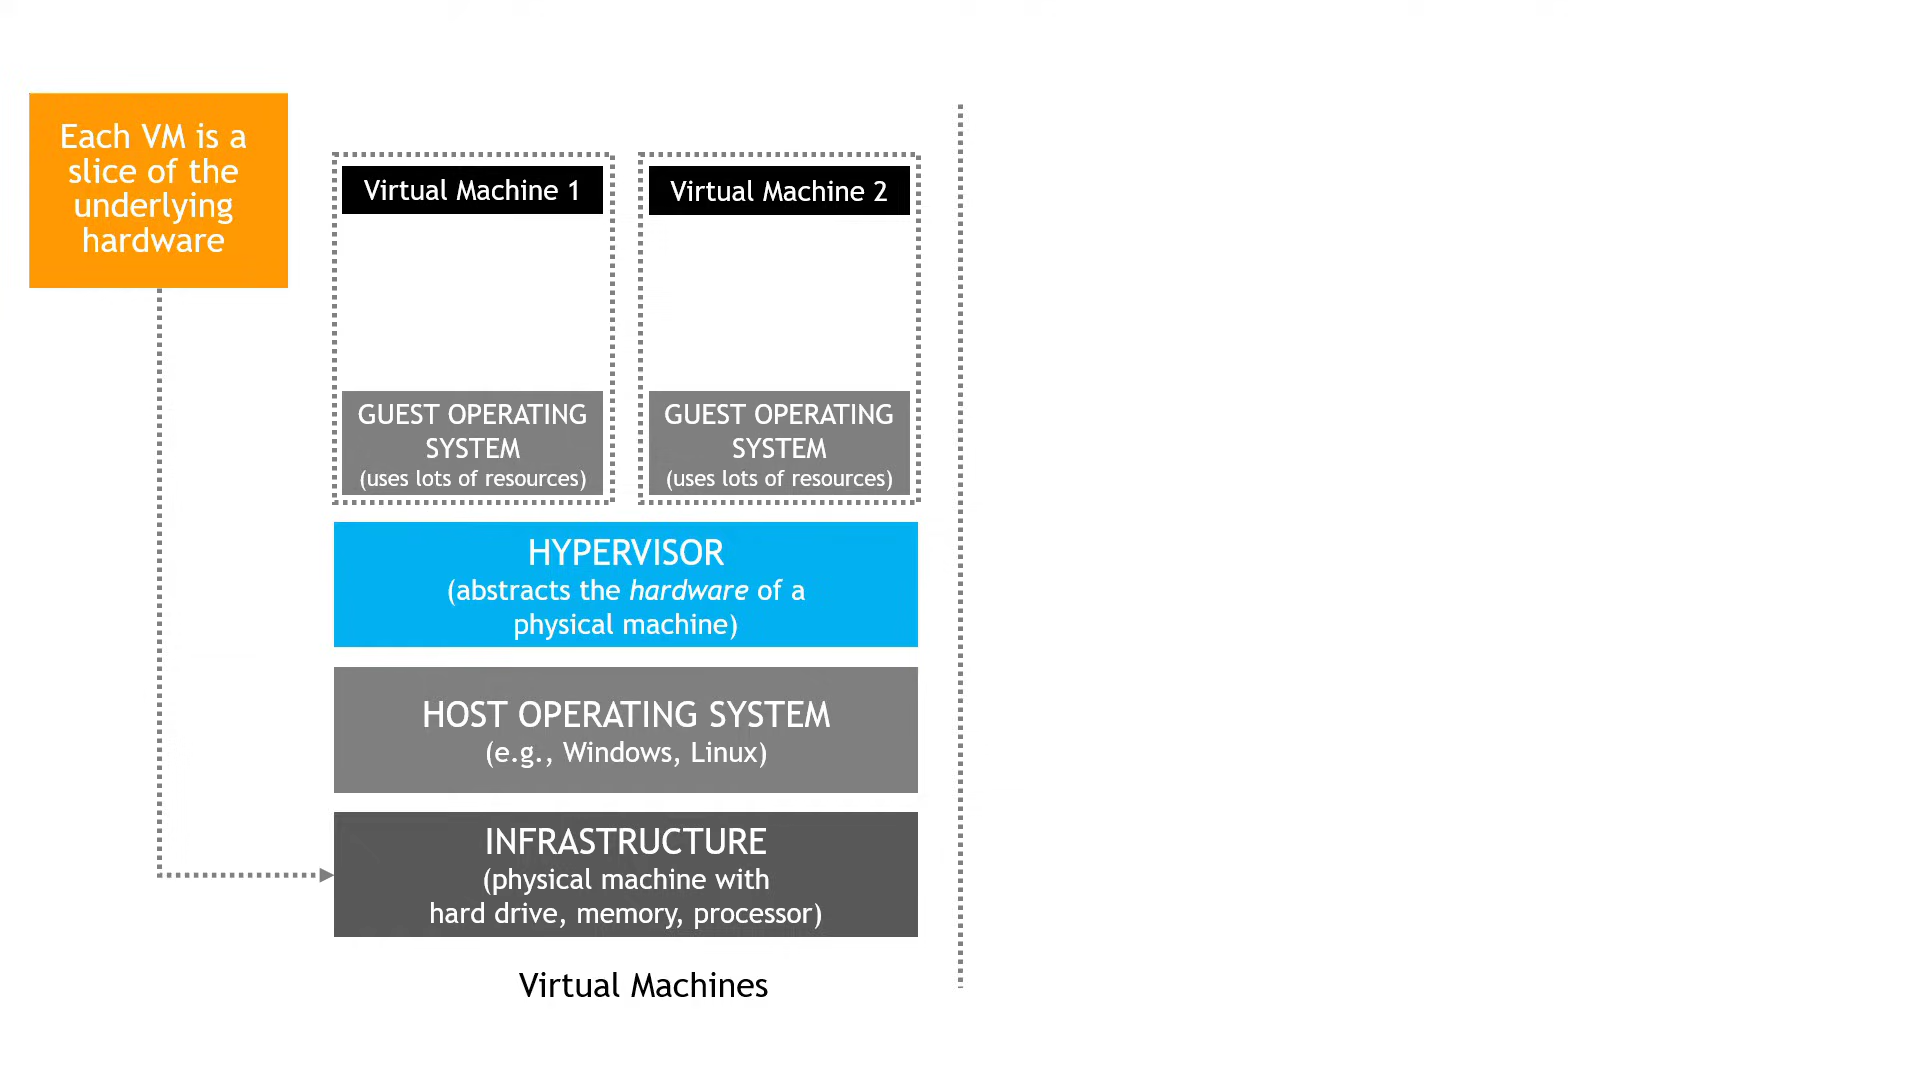 Each VM is a
slice of the
underlying
hardware
Virtual Machine 1
GUEST OPERATING
SYSTEM
(uses lots of resources)
Virtual Machine 2
GUEST OPERATING
SYSTEM
(uses lots of resources)
HYPERVISOR
(abstracts the hardware of a
physical machine)
HOST OPERATING SYSTEM
(e.g., Windows, Linux)
INFRASTRUCTURE
(physical machine with
hard drive, memory, processor)
Virtual Machines